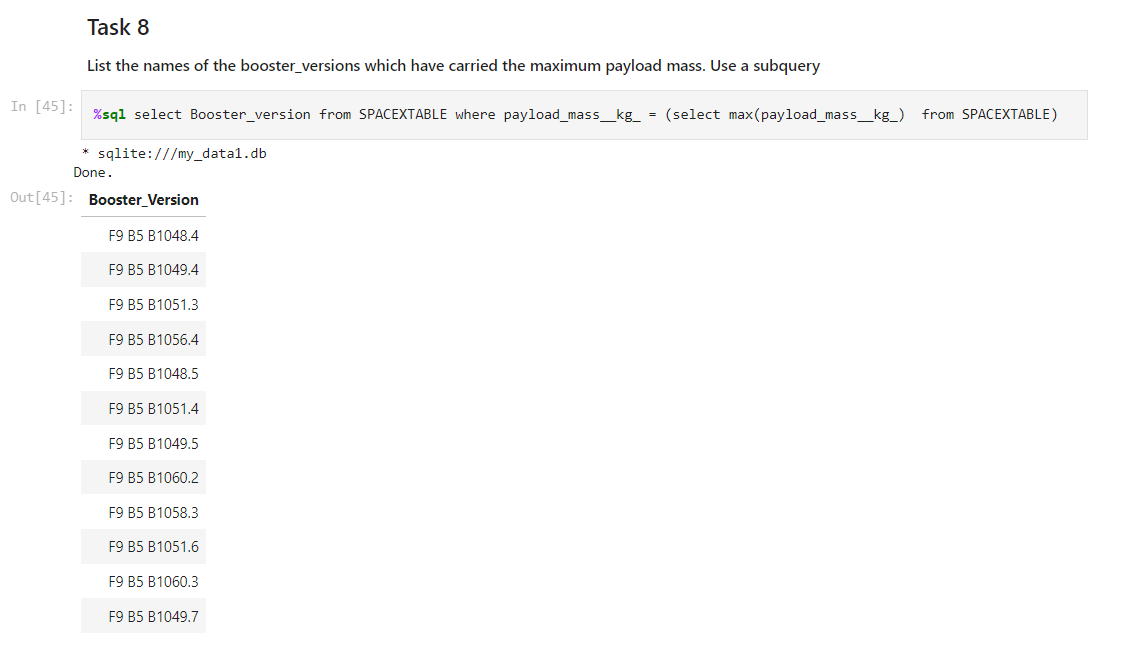 Task 8
List the names of the booster_versions which have carried the maximum payload mass. Use a subquery
In [45]: %sql select Booster_version from SPACEXTABLE where payload_mass__kg_ = (select max(payload_mass__kg_)  from SPACEXTABLE)
* sqlite:///my_data1.db
Done.
Out[45]: Booster_Version
F9 B5 B1048.4
F9 B5 B1049.4
F9 B5 B1051.3
F9 B5 B1056.4
F9 B5 B1048.5
F9 B5 B1051.4
F9 B5 B1049.5
F9 B5 B1060.2
F9 B5 B1058.3
F9 B5 B1051.6
F9 B5 B1060.3
F9 B5 B1049.7